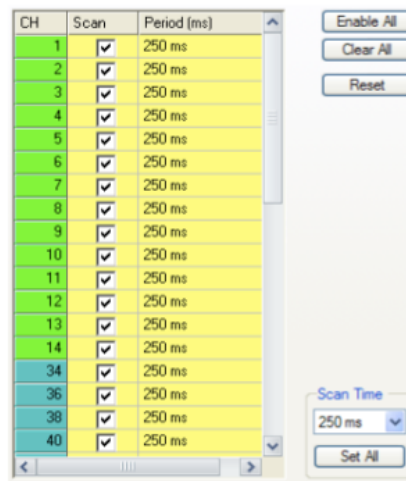 CH Scan Period (ms)
1 250 ms
2 250 ms
3 250 ms
4 250 ms
5 250 ms
6 250 ms
7 250 ms
8 250 ms
9 250 ms
10 250 ms
11 250 ms
12 250 ms
13 250 ms
14 250 ms
34 250 ms
36 250 ms
38 250 ms
40 250 ms
Enable All
Clear All
Reset
Scan Time
250 ms
Set All